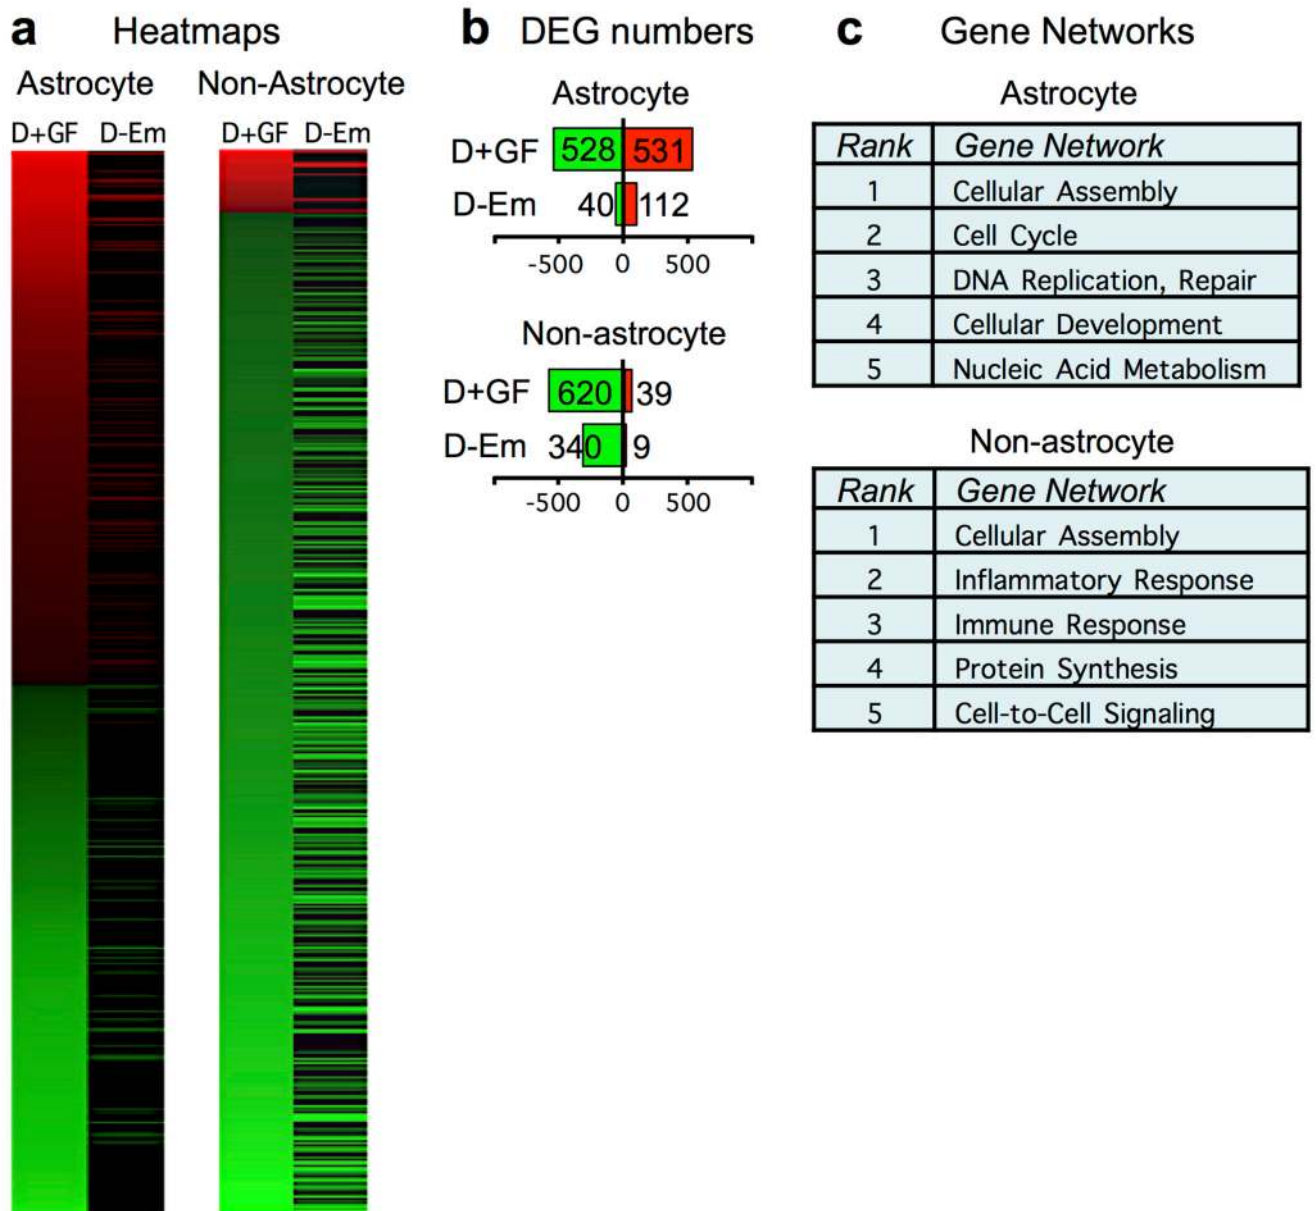 a Heatmaps
Astrocyte Non-Astrocyte
D+GF D-Em D+GF D-Em
b DEG numbers
Astrocyte
D+GF 528 531
D-Em 40 112
-500 0 500
Non-astrocyte
D+GF 620 39
D-Em 340 9
-500 0 500
c Gene Networks
Astrocyte
Rank Gene Network
1 Cellular Assembly
2 Cell Cycle
3 DNA Replication, Repair
4 Cellular Development
5 Nucleic Acid Metabolism
Non-astrocyte
Rank Gene Network
1 Cellular Assembly
2 Inflammatory Response
3 Immune Response
4 Protein Synthesis
5 Cell-to-Cell Signaling